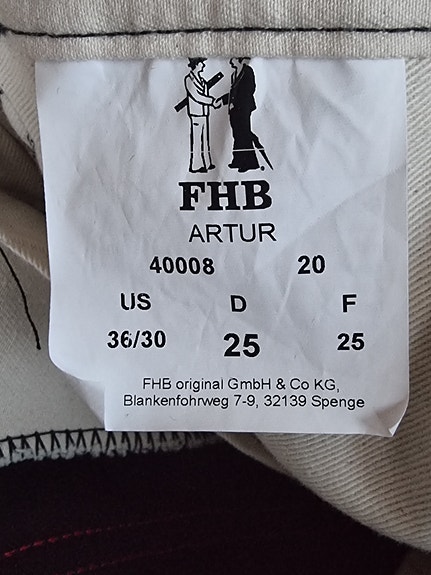 FHB
ARTUR
40008 20
US D F
36/30 25 25
FHB original GmbH & Co KG,
Blankenfohrweg 7-9, 32139 Spenge